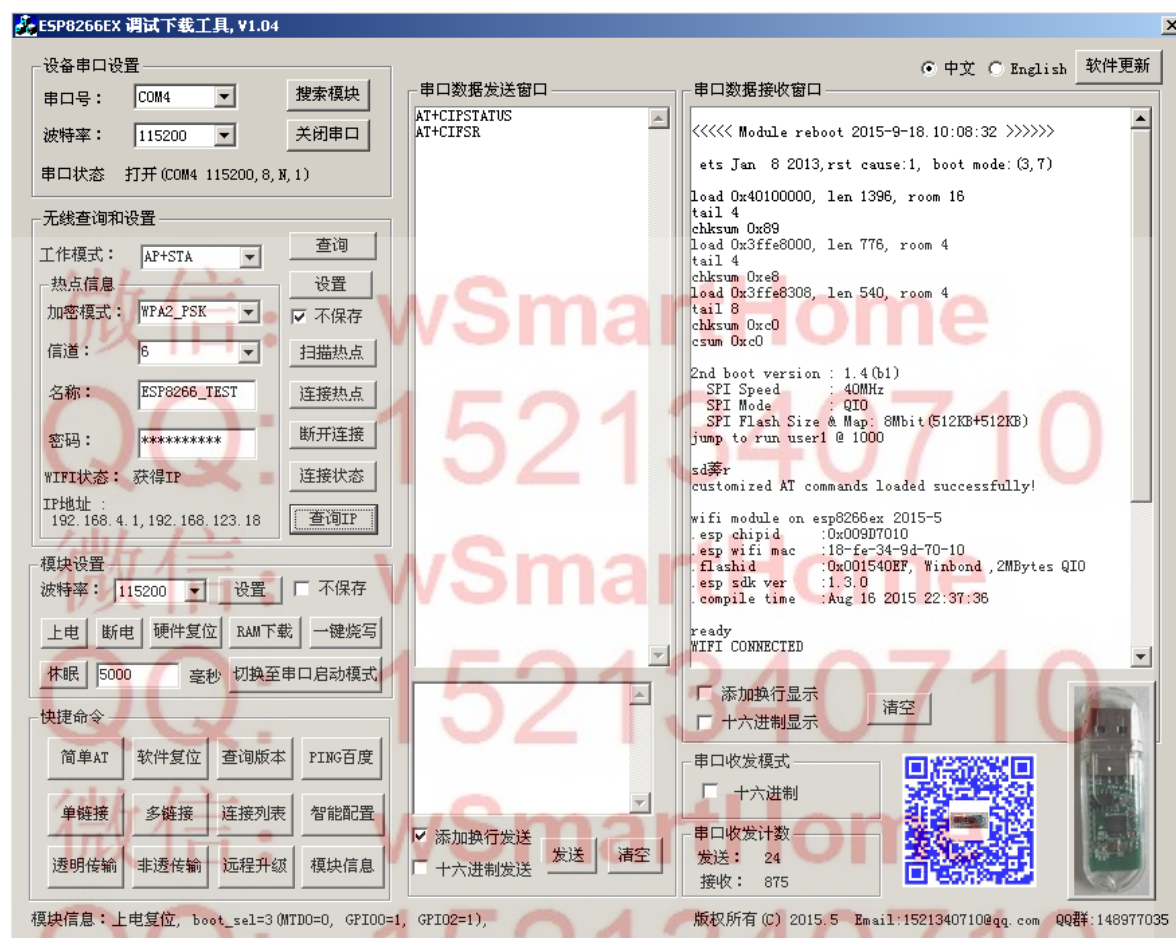 ESP8266EX 调试下载工具, V1.04
设备串口设置
串口号： COM4 搜索模块
波特率： 115200 关闭串口
串口状态 打开(COM4 115200,8,N,1)
无线查询和设置
工作模式： AP+STA 查询
热点信息 设置
加密模式： WPA2_PSK 不保存
信道： 6 扫描热点
名称： ESP8266_TEST 连接热点
密码： ********** 断开连接
WIFI状态： 获得IP 连接状态
IP地址 :
192.168.4.1,192.168.123.18 查询IP
模块设置
波特率： 115200 设置 不保存
上电 断电 硬件复位 RAM下载 一键烧写
休眠 5000 毫秒 切换至串口启动模式
快捷命令
简单AT 软件复位 查询版本 PING百度
单链接 多链接 连接列表 智能配置
透明传输 非透传输 远程升级 模块信息
串口数据发送窗口
AT+CIPSTATUS
AT+CIFSR
添加换行发送
十六进制发送
发送 清空
中文 English 软件更新
串口数据接收窗口
<<<<< Module reboot 2015-9-18.10:08:32 >>>>>>
ets Jan 8 2013,rst cause:1, boot mode:(3,7)
load 0x40100000, len 1396, room 16
tail 4
chksum 0x89
load 0x3ffe8000, len 776, room 4
tail 4
chksum 0xe8
load 0x3ffe8308, len 540, room 4
tail 8
chksum 0xc0
csum 0xc0
2nd boot version : 1.4(b1)
SPI Speed : 40MHz
SPI Mode : QIO
SPI Flash Size & Map: 8Mbit(512KB+512KB)
jump to run user1 @ 1000
customized AT commands loaded successfully!
wifi module on esp8266ex 2015-5
.esp chipid :0x009D7010
.esp wifi mac :18-fe-34-9d-70-10
.flashid :0x001540EF, Winbond ,2MBytes QIO
.esp sdk ver :1.3.0
.compile time :Aug 16 2015 22:37:36
ready
WIFI CONNECTED
添加换行显示
十六进制显示
清空
串口收发模式
十六进制
串口收发计数
发送： 24
接收： 875
模块信息：上电复位, boot_sel=3(MTDO=0, GPIO0=1, GPIO2=1),
版权所有(C) 2015.5 Email:1521340710@qq.com QQ群:148977035
微信：wSmartHome
QQ：1521340710
微信：wSmartHome
QQ：1521340710
微信：wSmartHome